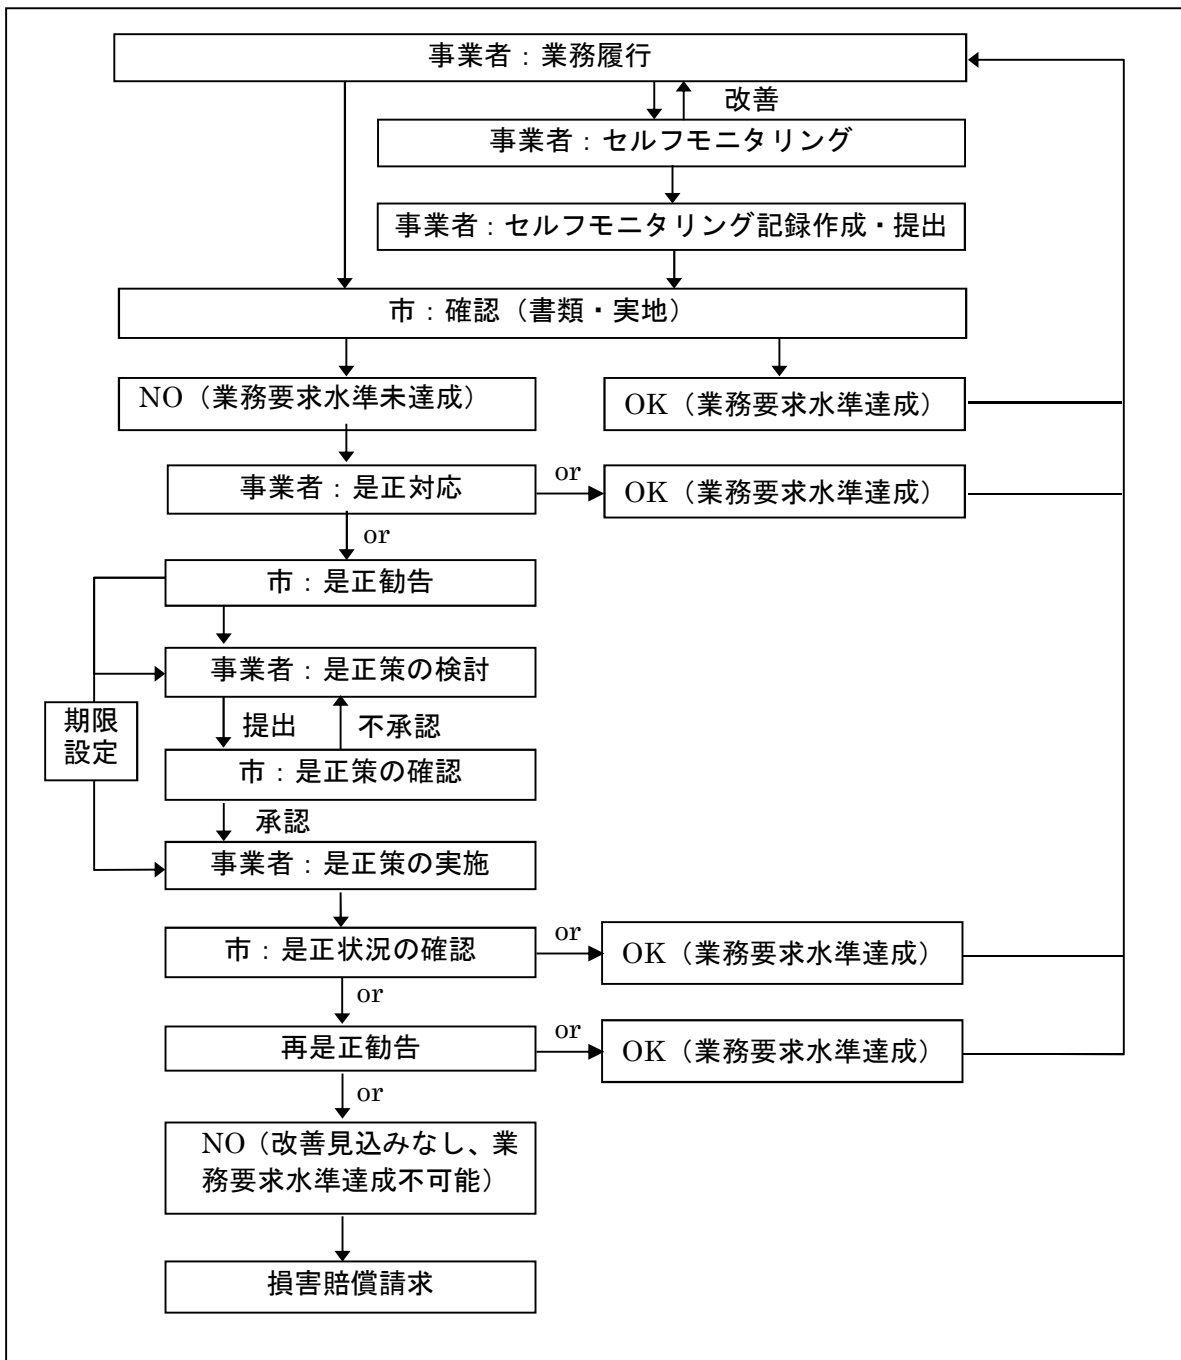 事業者：業務履行
改善
事業者：セルフモニタリング
事業者：セルフモニタリング記録作成・提出
市：確認（書類・実地）
NO（業務要求水準未達成）
OK（業務要求水準達成）
事業者：是正対応
or
OK（業務要求水準達成）
or
市：是正勧告
事業者：是正策の検討
期限
設定
提出
不承認
市：是正策の確認
承認
事業者：是正策の実施
市：是正状況の確認
or
OK（業務要求水準達成）
or
再是正勧告
or
OK（業務要求水準達成）
or
NO（改善見込みなし、業
務要求水準達成不可能）
損害賠償請求